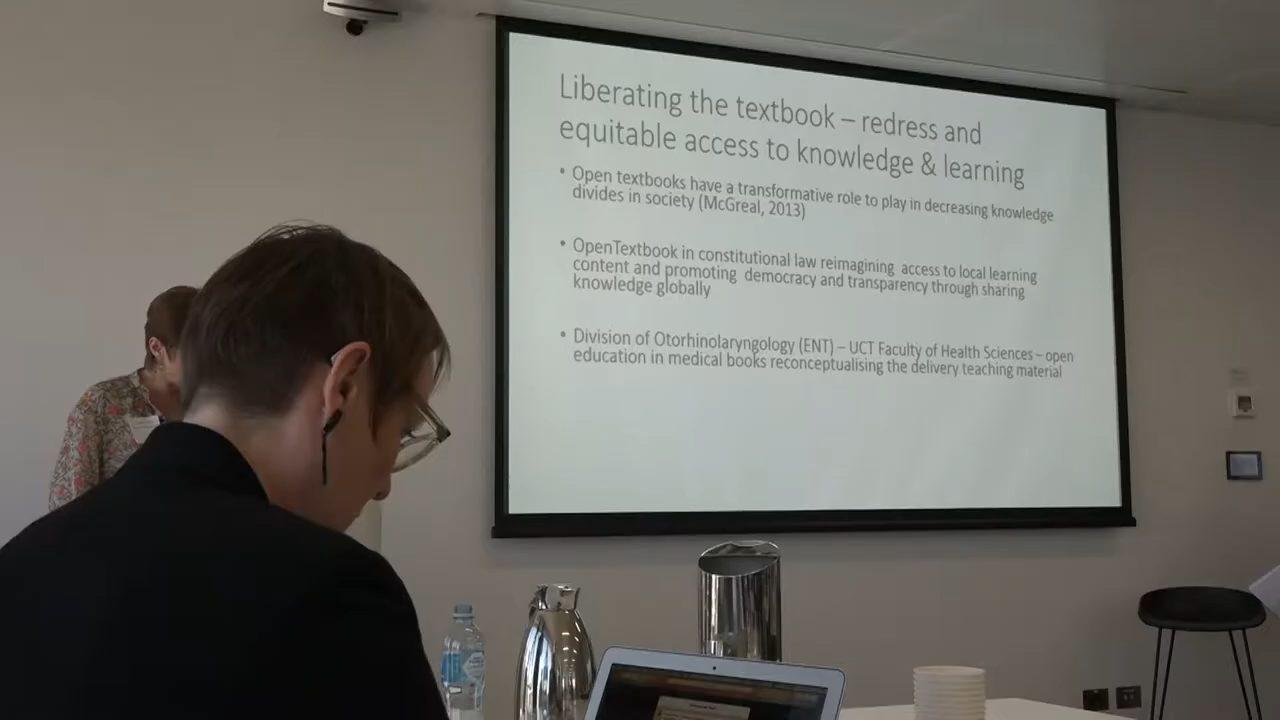 Liberating the textbook – redress and
equitable access to knowledge & learning
• Open textbooks have a transformative role to play in decreasing knowledge
divides in society (McGreal, 2013)
• OpenTextbook in constitutional law reimagining access to local learning
content and promoting democracy and transparency through sharing
knowledge globally
• Division of Otorhinolaryngology (ENT) – UCT Faculty of Health Sciences – open
education in medical books reconceptualising the delivery teaching material